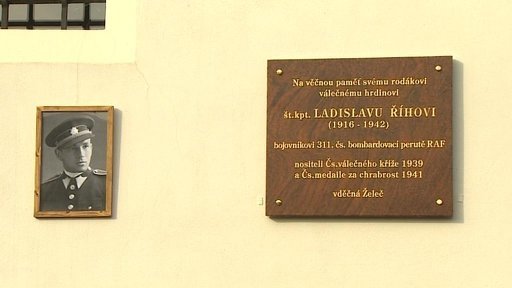 Na věčnou paměť svému rodákovi
válečnému hrdinovi
št.kpt. LADISLAVU ŘÍHOVI
(1916 - 1942)
bojovníkovi 311. čs. bombardovací perutě RAF
nositeli Čs.válečného kříže 1939
a Čs.medaile za chrabrost 1941
vděčná Želeč